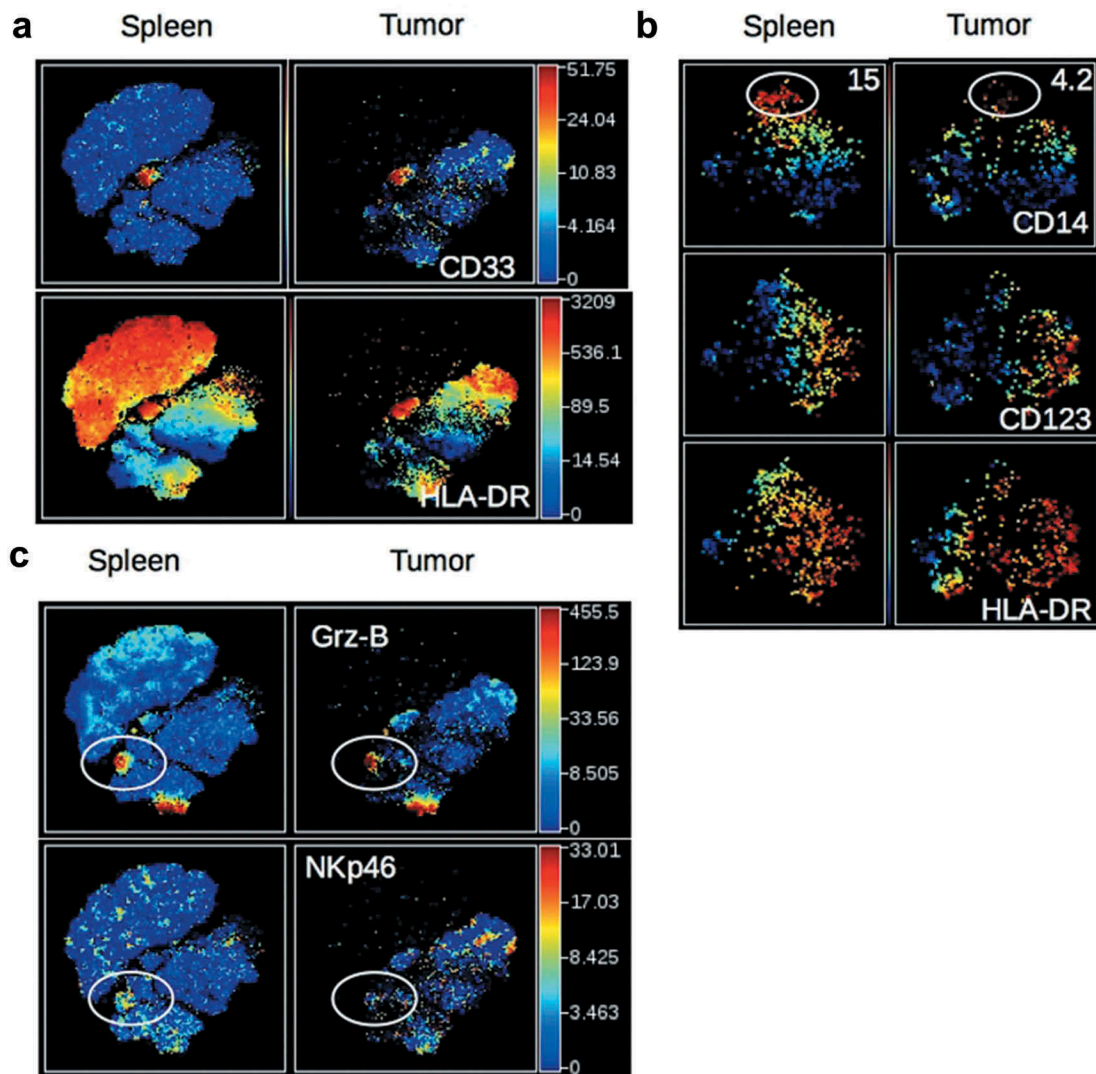 a
Spleen Tumor
51.75
24.04
10.83
4.164
0
CD33
3209
536.1
89.5
14.54
0
HLA-DR
b
Spleen Tumor
15 4.2
CD14
CD123
HLA-DR
c
Spleen Tumor
Grz-B
455.5
123.9
33.56
8.505
0
NKp46
33.01
17.03
8.425
3.463
0